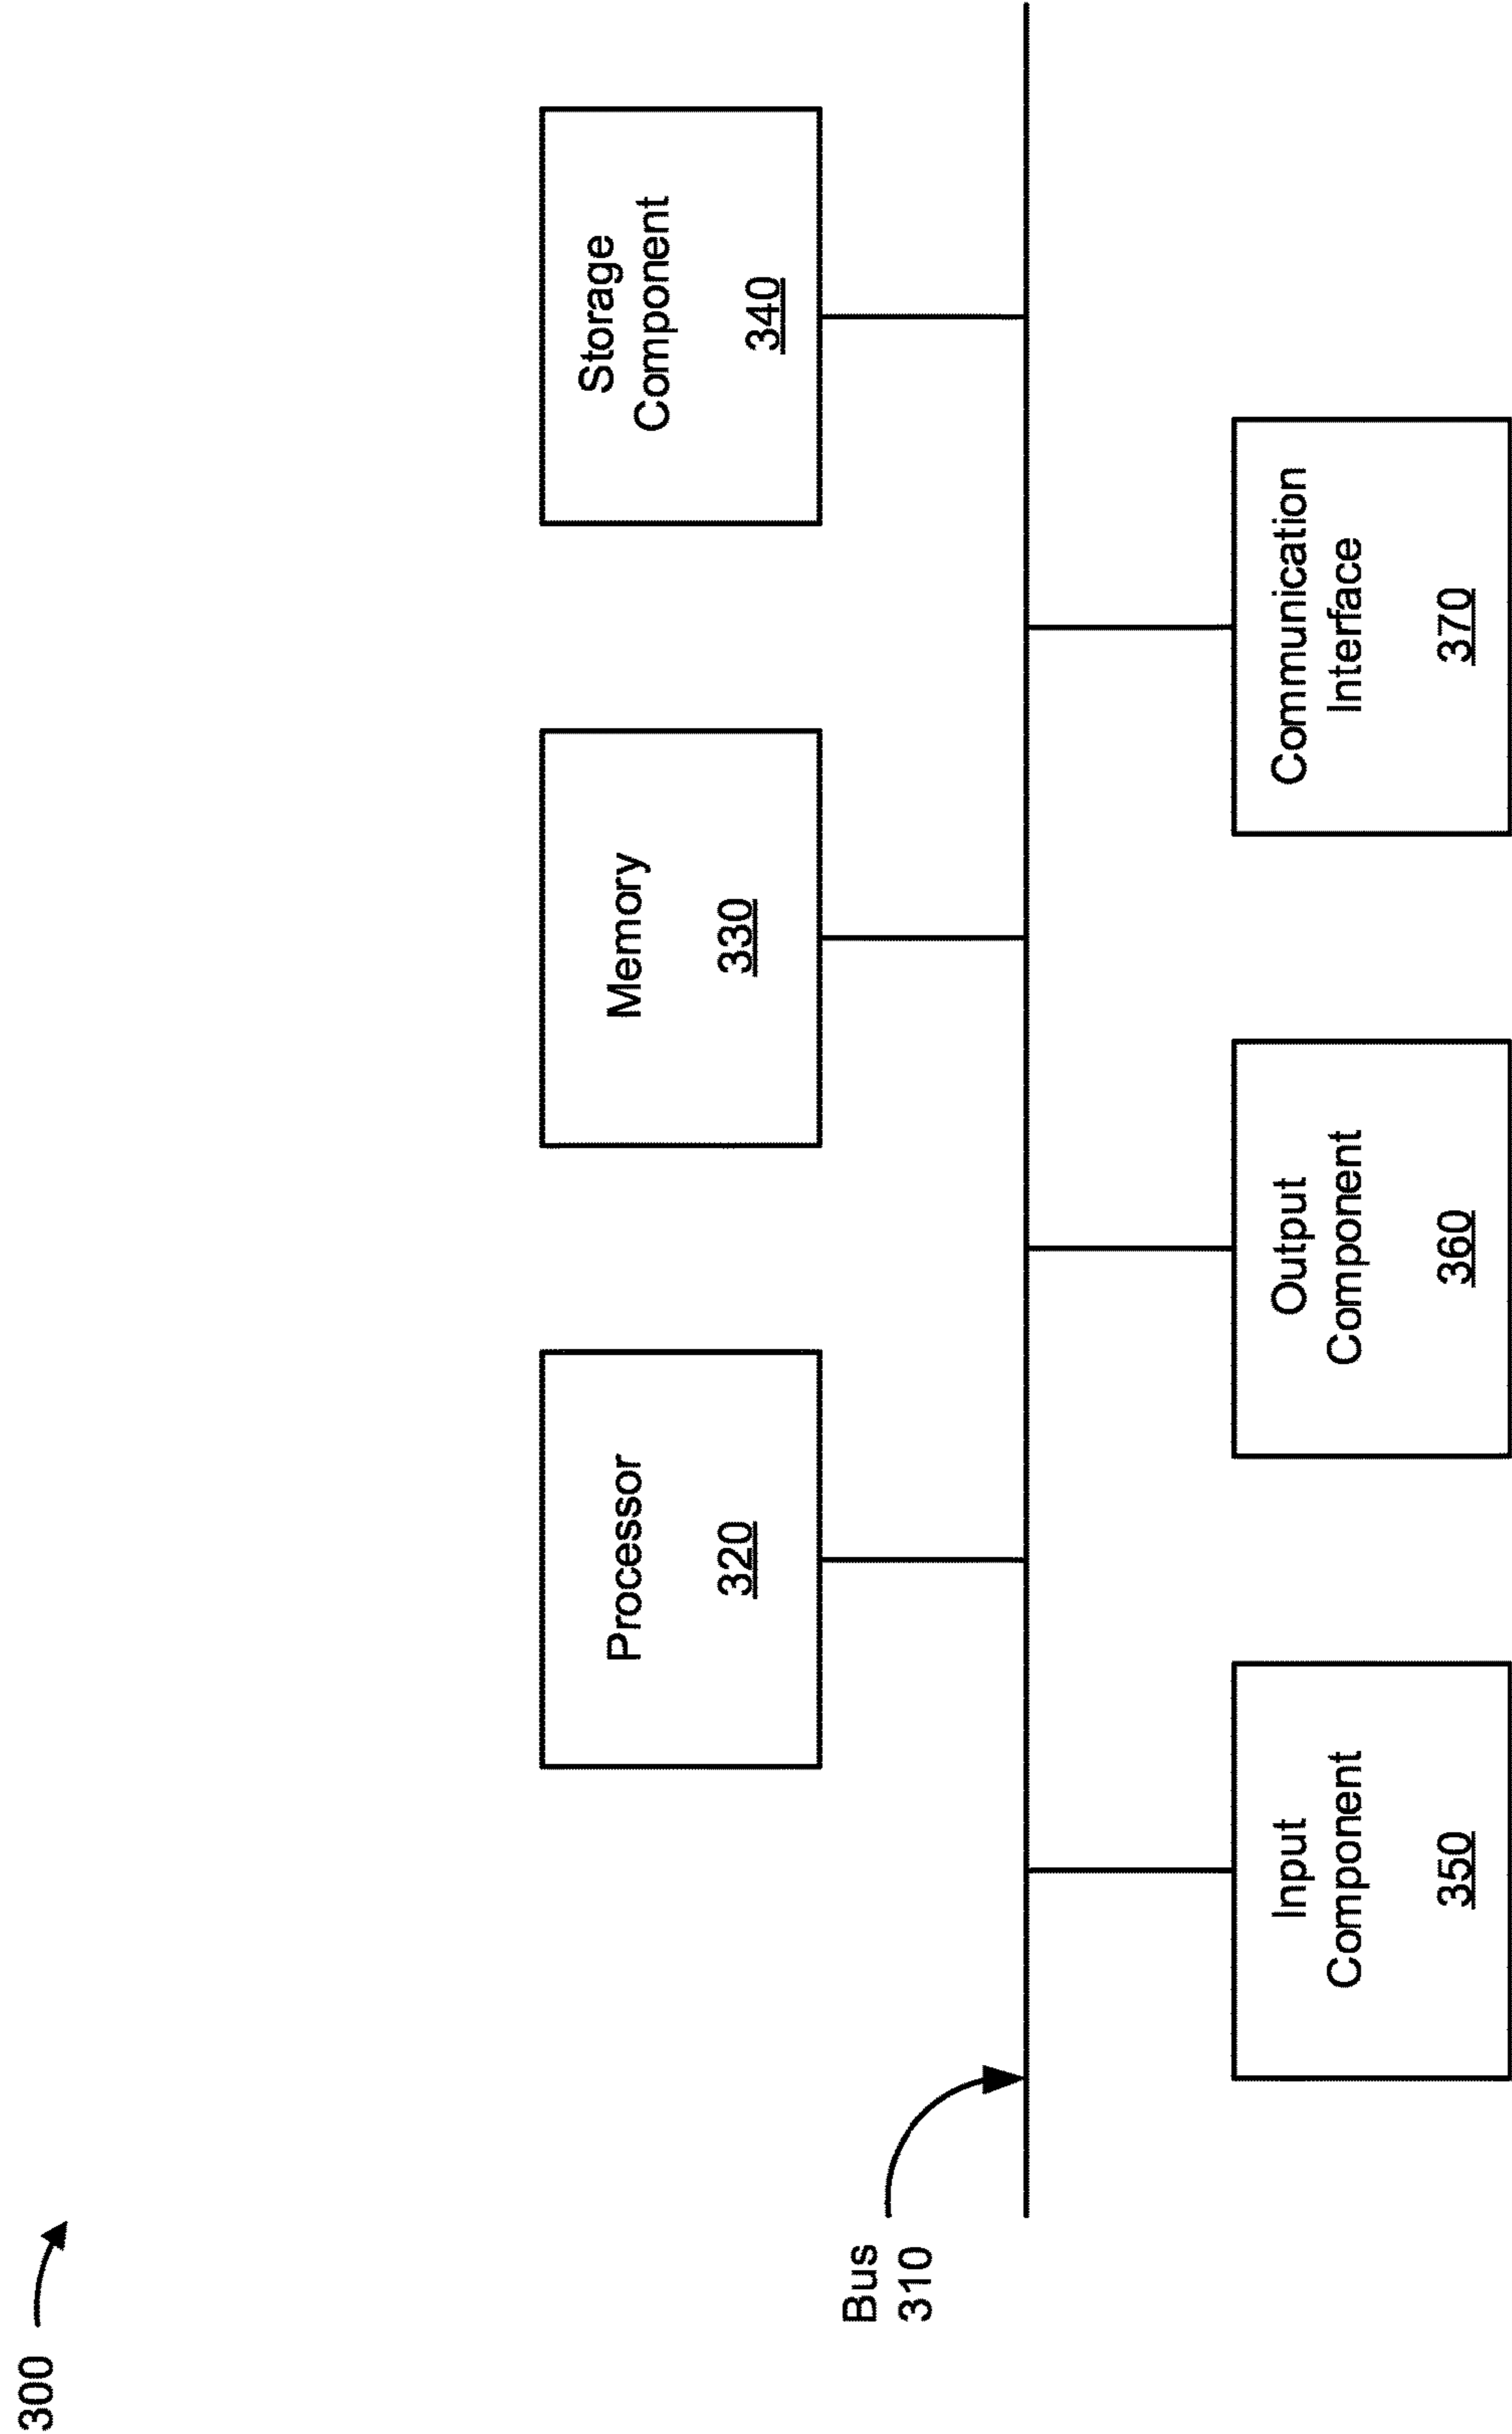 300
Processor
320
Memory
330
Storage
Component
340
Bus
310
Input
Component
350
Output
Component
360
Communication
Interface
370